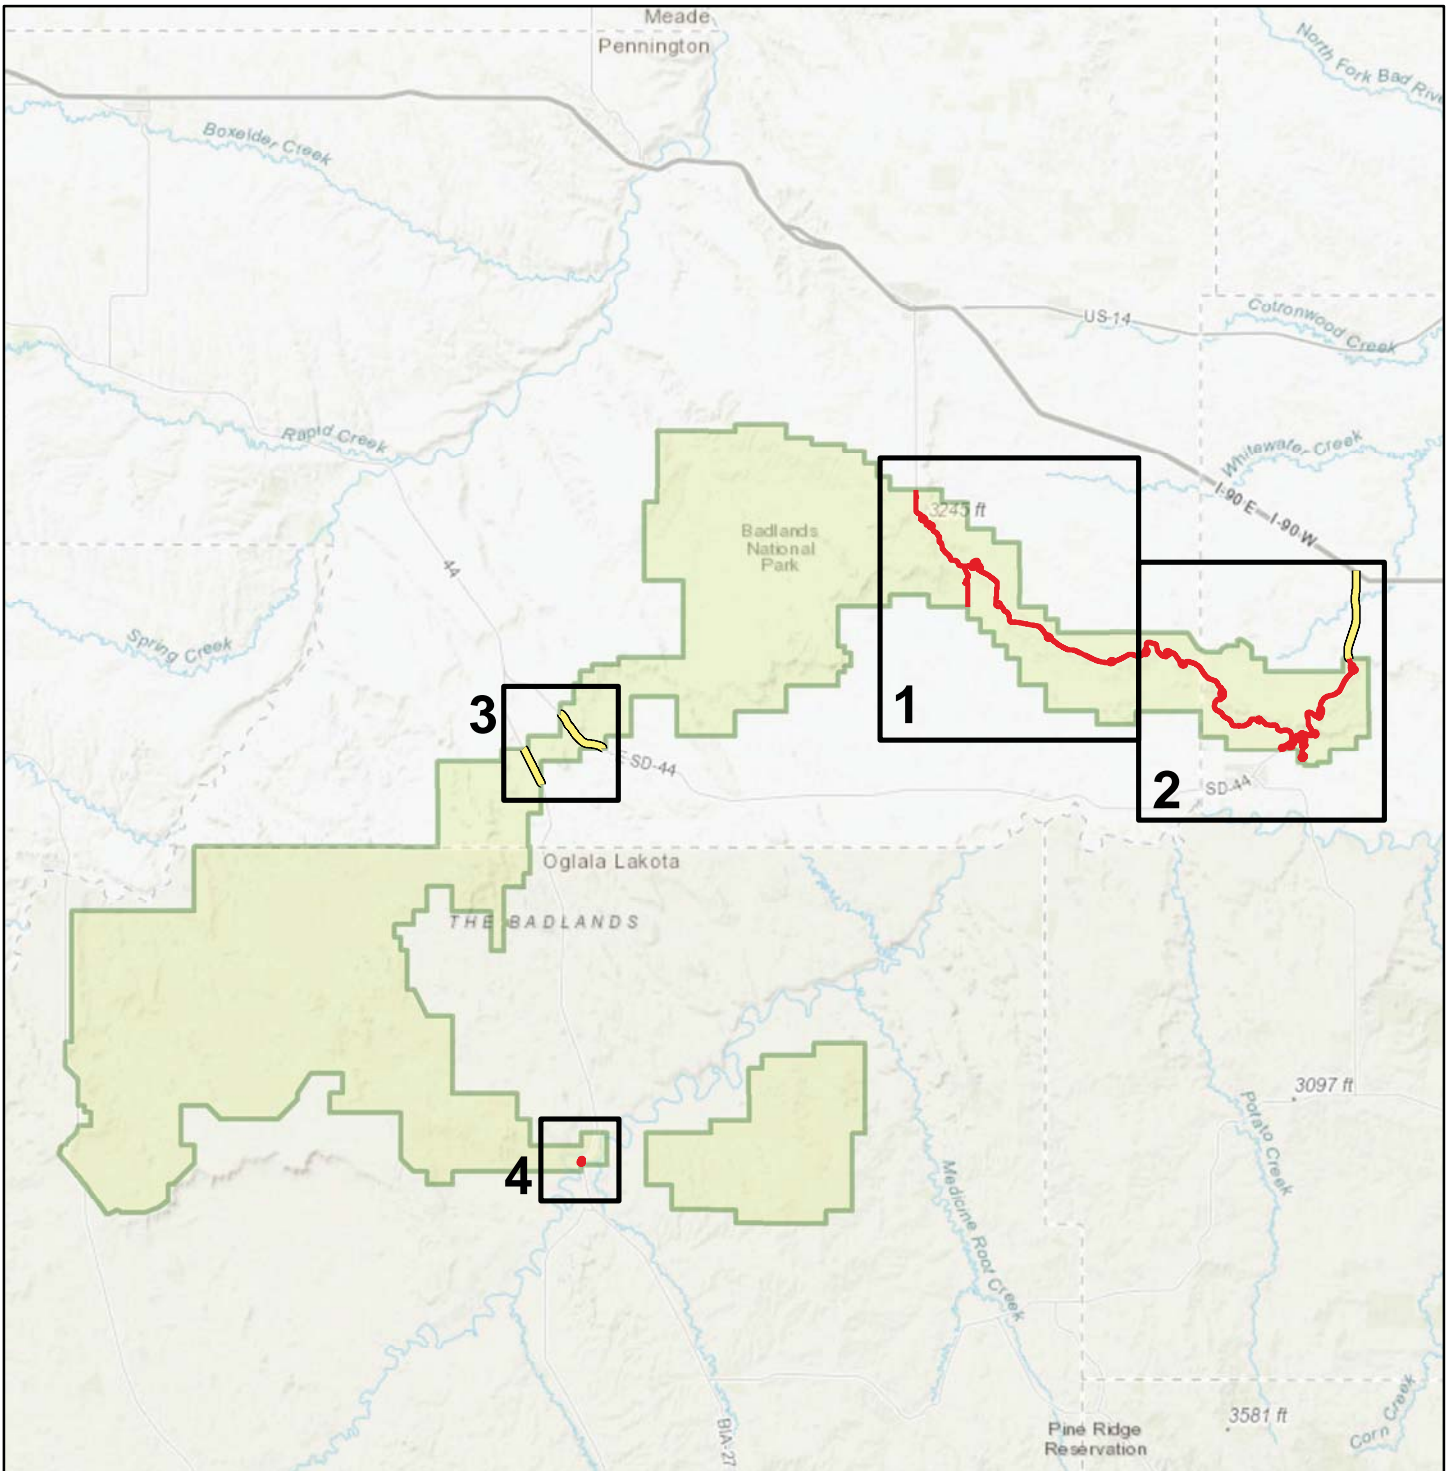 Meade
Pennington
North Fork Bad River
Boxelder Creek
US-14
Cottonwood Creek
Rapid Creek
Whitewater Creek
I-90 E—I-90 W
3245 ft
Badlands
National
Park
44
Spring Creek
1
3
2
SD-44
SD-44
Oglala Lakota
THE BADLANDS
3097 ft
Potato Creek
4
Medicine Root Creek
3581 ft
Corn Creek
Pine Ridge
Reservation
BIA-27